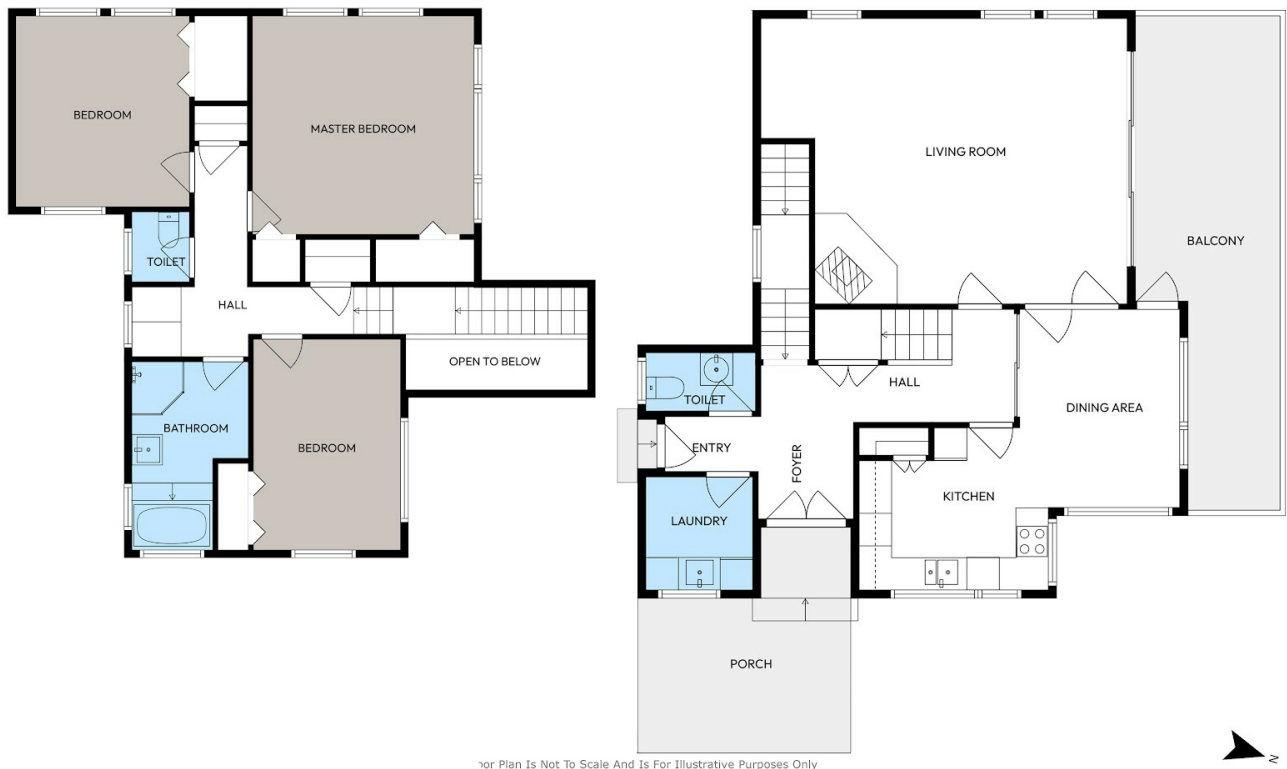 BEDROOM
MASTER BEDROOM
TOILET
HALL
OPEN TO BELOW
BATHROOM
BEDROOM
LIVING ROOM
BALCONY
TOILET
HALL
DINING AREA
ENTRY
FOYER
KITCHEN
LAUNDRY
PORCH
Plan Is Not To Scale And Is For Illustrative Purposes Only
N